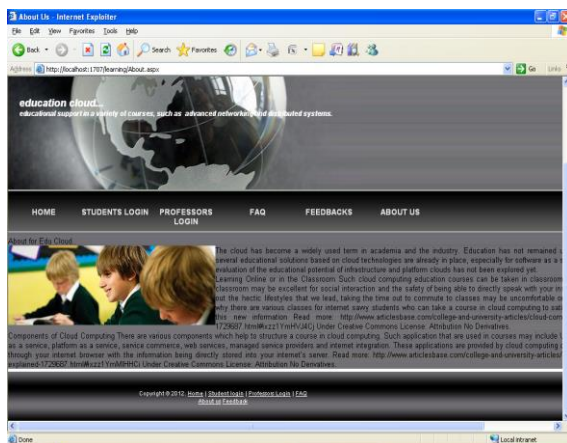 About Us - Internet Exploiter
File Edit View Favorites Tools Help
Back Search Favorites
Address http://localhost:1787/learning/About.aspx Go Links
education cloud...
educational support in a variety of courses, such as advanced networking and distributed systems.
HOME STUDENTS LOGIN PROFESSORS LOGIN FAQ FEEDBACKS ABOUT US
About for Edu Cloud.
The cloud has become a widely used term in academia and the industry. Education has not remained
several educational solutions based on cloud technologies are already in place, especially for software as a
evaluation of the educational potential of infrastructure and platform clouds has not been explored yet.
Learning Online or in the Classroom Such cloud computing education courses can be taken in classroom
class may be excellent for social interaction and the safety of being able to directly speak with your
but the hectic lifestyles that we lead, taking the time out to commute to classes may be uncomfortable
why there are various classes for internet savvy students who can take a course in cloud computing to
this new information Read more: http://www.articlesbase.com/college-and-university-articles/cloud-com
Under Creative Commons License: Attribution No Derivatives.
Components of Cloud Computing There are various components which help to structure a course in cloud computing. Such application that are used in courses may include
as a service, platform as a service, service commerce, web services, managed service providers and internet integration. These applications are provided by cloud computing
through your internet browser with the information being directly stored into your internet's server. Read more: http://www.articlesbase.com/college-and-university-articles/
Under Creative Commons License: Attribution No Derivatives.
Copyright © 2012. Home | Student login | Professors Login | FAQ
About us Feedback
Done Local intranet